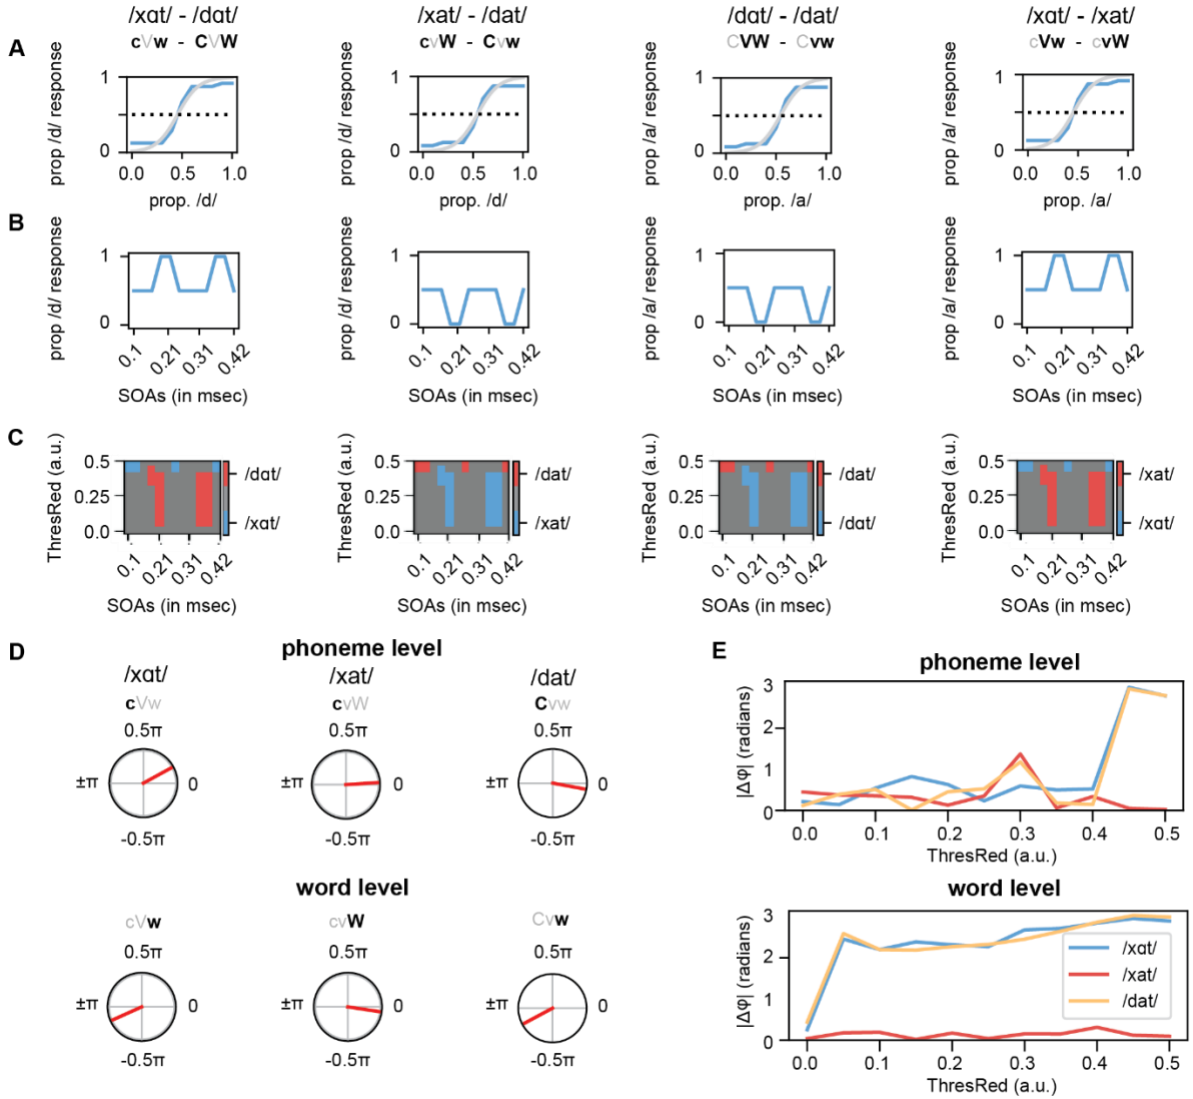 /xɑt/ - /dɑt/ /xat/ - /dat/ /dɑt/ - /dat/ /xɑt/ - /xat/
cVw - CVW cvW - Cvw CVW - Cvw cVw - cvW
A
prop /d/ response prop /d/ response prop /a/ response prop /a/ response
1 1 1 1
0 0 0 0
0.0 0.5 1.0 0.0 0.5 1.0 0.0 0.5 1.0 0.0 0.5 1.0
prop. /d/ prop. /d/ prop. /a/ prop. /a/
B
prop /d/ response prop /d/ response prop /a/ response prop /a/ response
1 1 1 1
0 0 0 0
0.1 0.21 0.31 0.42 0.1 0.21 0.31 0.42 0.1 0.21 0.31 0.42 0.1 0.21 0.31 0.42
SOAs (in msec) SOAs (in msec) SOAs (in msec) SOAs (in msec)
C
ThresRed (a.u.) ThresRed (a.u.) ThresRed (a.u.) ThresRed (a.u.)
0.5 /dɑt/ 0.5 /dat/ 0.5 /dat/ 0.5 /xat/
0.25 0.25 0.25 0.25
0.0 /xɑt/ 0.0 /xat/ 0.0 /dɑt/ 0.0 /xɑt/
0.1 0.21 0.31 0.42 0.1 0.21 0.31 0.42 0.1 0.21 0.31 0.42 0.1 0.21 0.31 0.42
SOAs (in msec) SOAs (in msec) SOAs (in msec) SOAs (in msec)
D
phoneme level
/xɑt/ /xat/ /dat/
cVw cvW Cvw
0.5π 0.5π 0.5π
±π 0 ±π 0 ±π 0
-0.5π -0.5π -0.5π
word level
cVw cvW Cvw
0.5π 0.5π 0.5π
±π 0 ±π 0 ±π 0
-0.5π -0.5π -0.5π
E
phoneme level
|Δφ| (radians)
3
2
1
0
0.0 0.1 0.2 0.3 0.4 0.5
ThresRed (a.u.)
word level
|Δφ| (radians)
3
2
1
0
/xɑt/
/xat/
/dat/
0.0 0.1 0.2 0.3 0.4 0.5
ThresRed (a.u.)